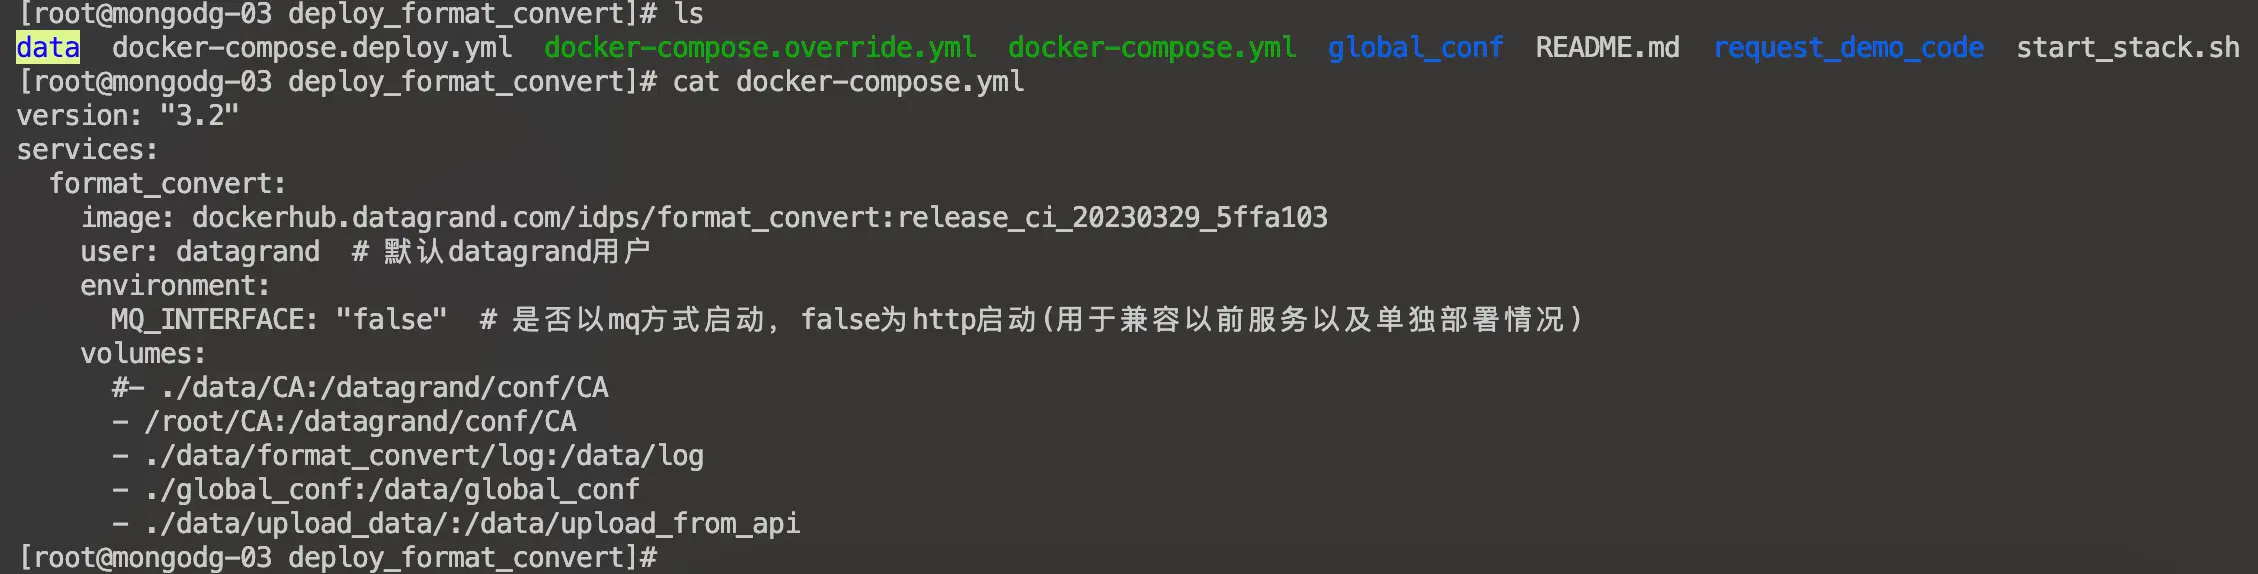 [root@mongodg-03 deploy_format_convert]# ls
data  docker-compose.deploy.yml  docker-compose.override.yml  docker-compose.yml  global_conf  README.md  request_demo_code  start_stack.sh
[root@mongodg-03 deploy_format_convert]# cat docker-compose.yml
version: "3.2"
services:
  format_convert:
    image: dockerhub.datagrand.com/idps/format_convert:release_ci_20230329_5ffa103
    user: datagrand  # 默认datagrand用户
    environment:
      MQ_INTERFACE: "false"  # 是否以mq方式启动, false为http启动(用于兼容以前服务以及单独部署情况)
    volumes:
      #- ./data/CA:/datagrand/conf/CA
      - /root/CA:/datagrand/conf/CA
      - ./data/format_convert/log:/data/log
      - ./global_conf:/data/global_conf
      - ./data/upload_data/:/data/upload_from_api
[root@mongodg-03 deploy_format_convert]#